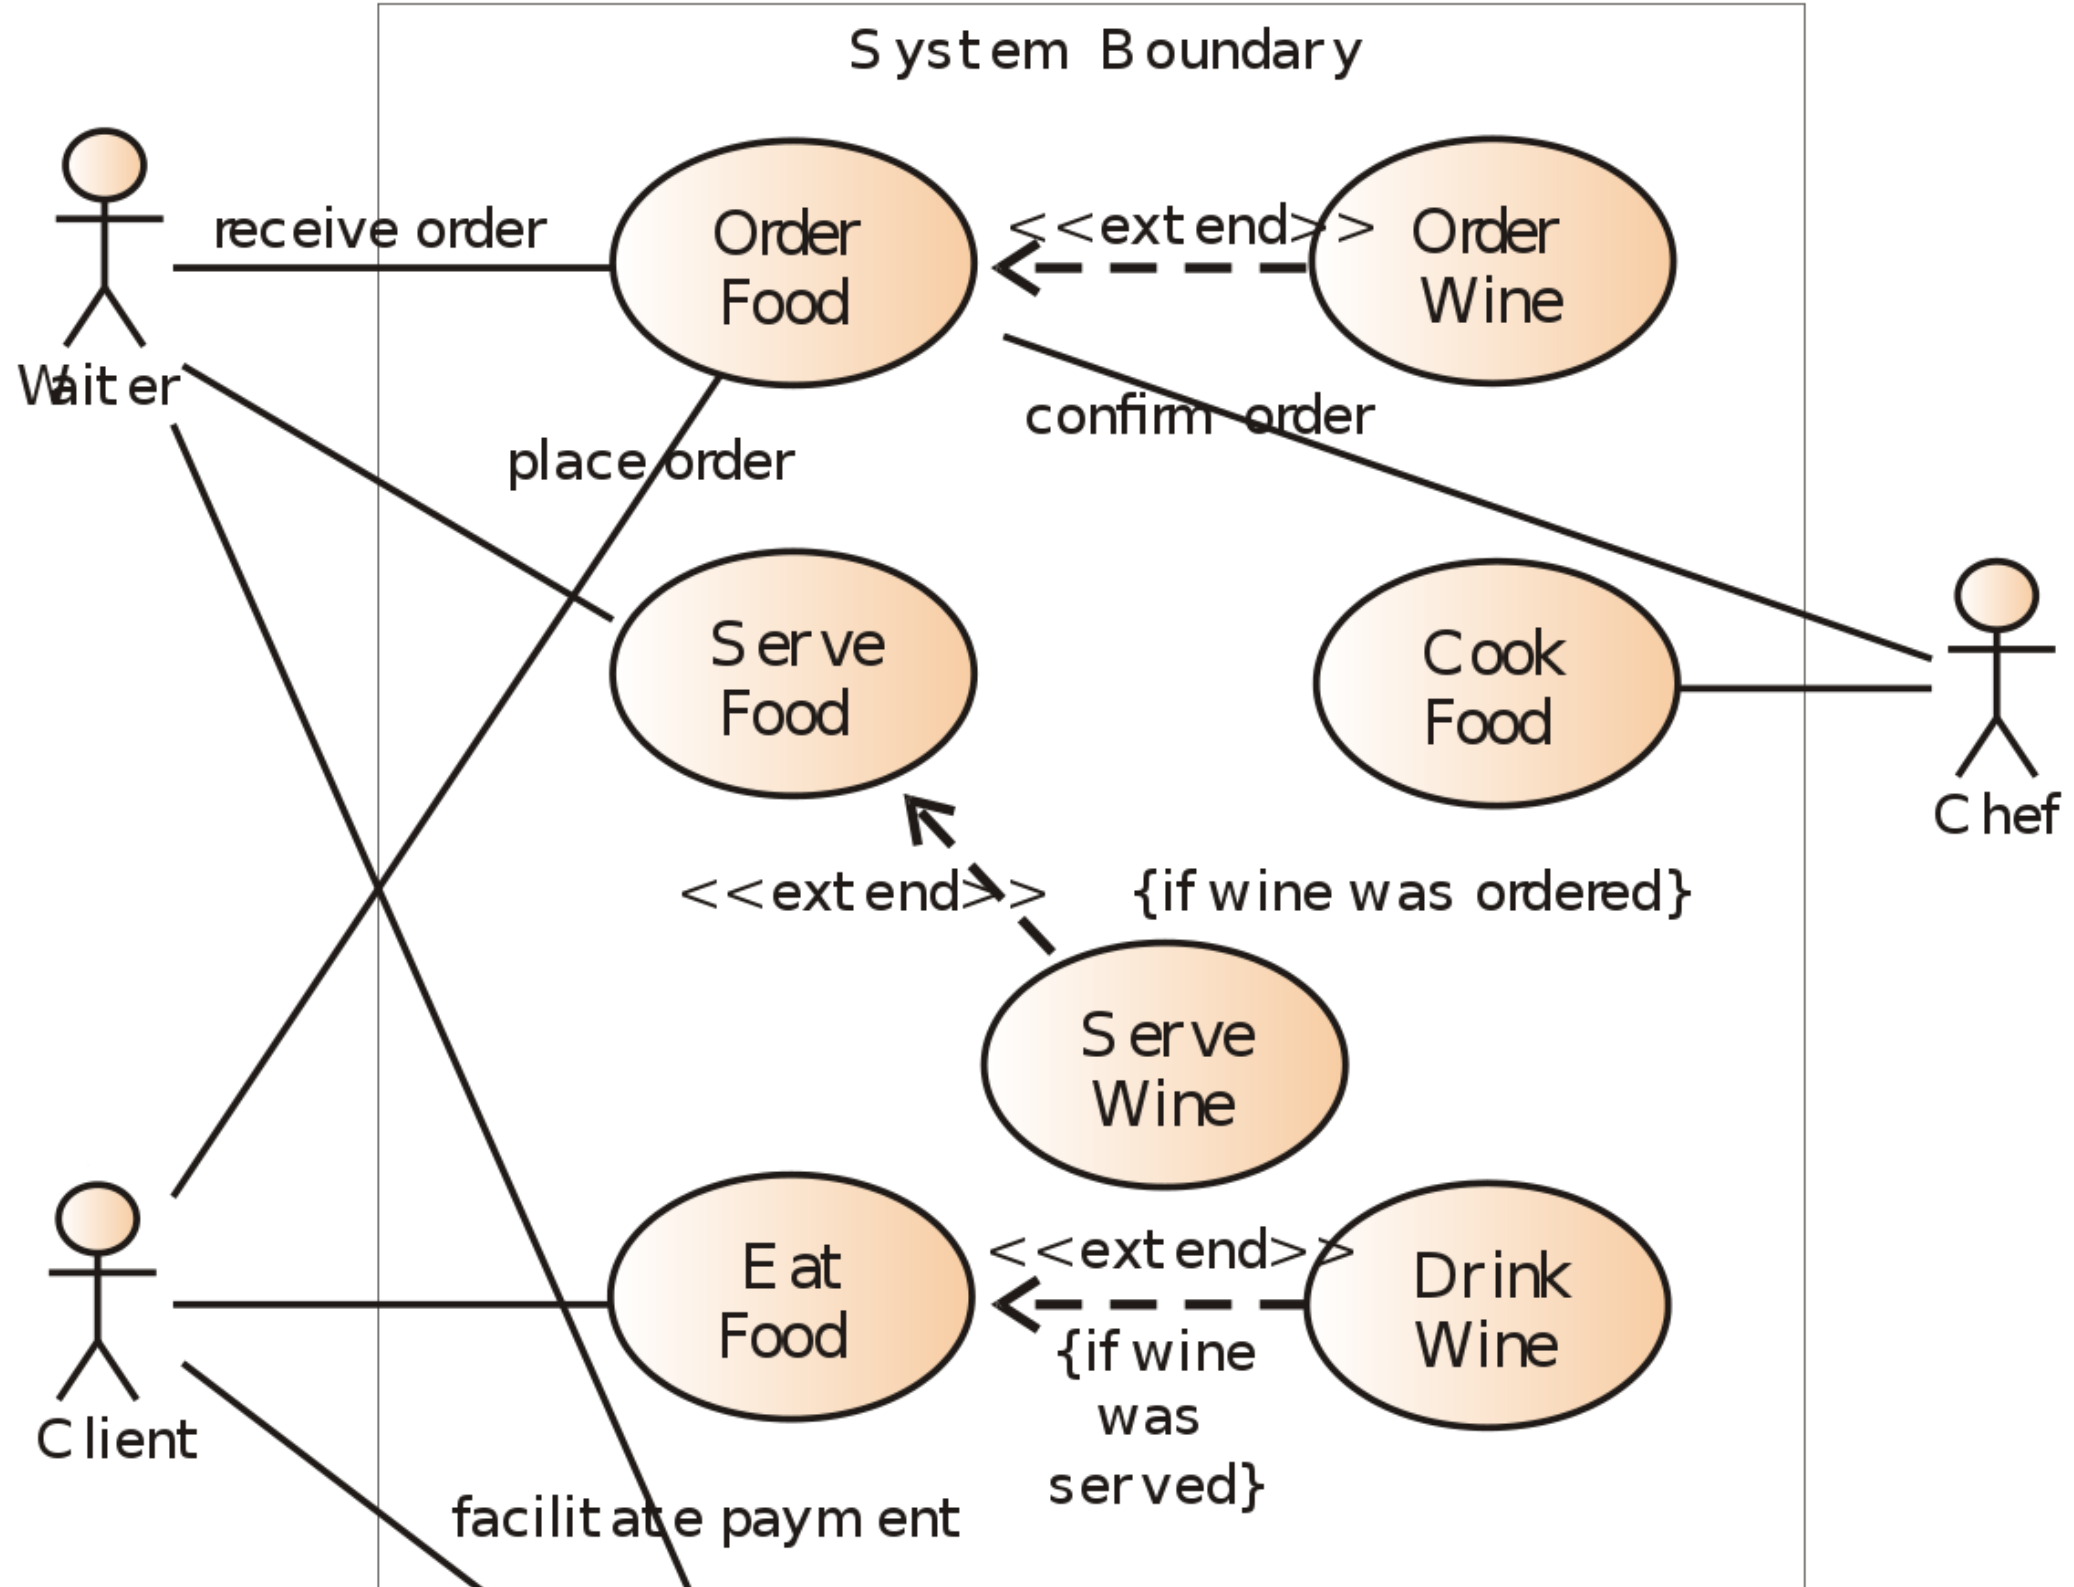 System Boundary
receive order
Order
Food
<<extend>>
Order
Wine
Waiter
confirm order
place order
Serve
Food
Cook
Food
Chef
<<extend>>
{if wine was ordered}
Serve
Wine
Eat
Food
<<extend>>
Drink
Wine
{if wine
was
served}
Client
facilitate payment